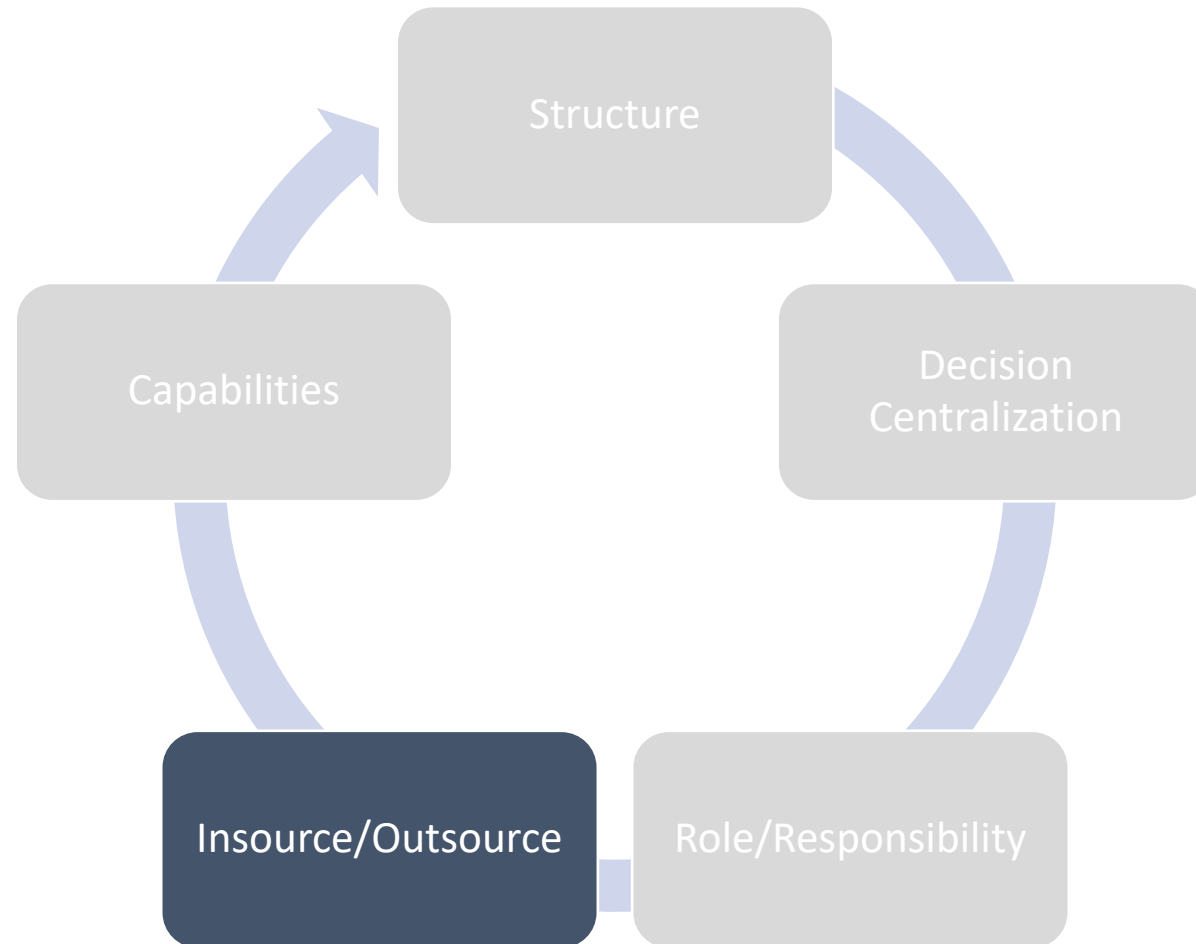 Structure
Decision
Centralization
Role/Responsibility
Insource/Outsource
Capabilities